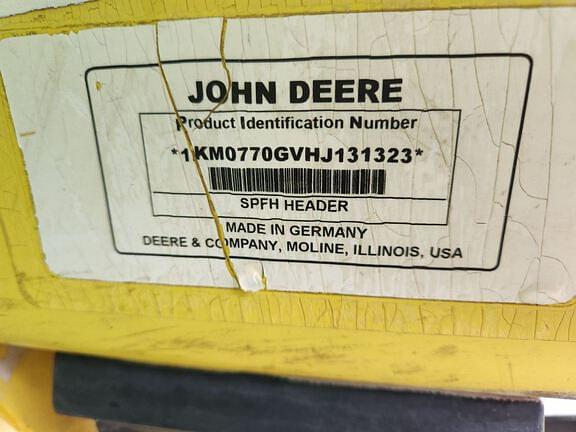 JOHN DEERE
Product Identification Number
*1KM0770GVHJ131323*
SPFH HEADER
MADE IN GERMANY
DEERE & COMPANY, MOLINE, ILLINOIS, USA